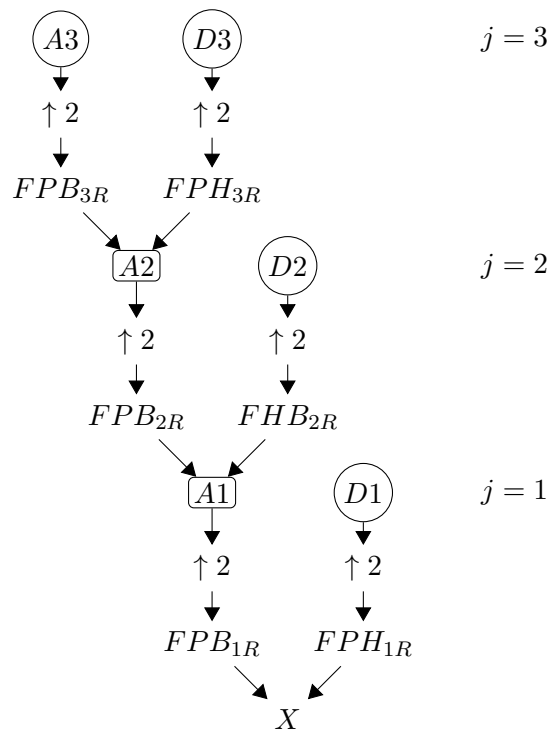 A3 D3 j = 3
↑ 2 ↑ 2
FPB3R FPH3R
A2 D2 j = 2
↑ 2 ↑ 2
FPB2R FHB2R
A1 D1 j = 1
↑ 2 ↑ 2
FPB1R FPH1R
X